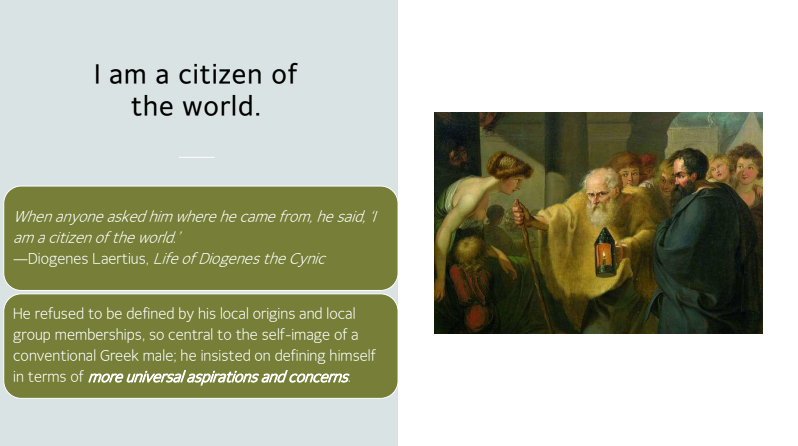 I am a citizen of
the world.
When anyone asked him where he came from, he said, 'I
am a citizen of the world.'
—Diogenes Laertius, Life of Diogenes the Cynic
He refused to be defined by his local origins and local
group memberships, so central to the self-image of a
conventional Greek male; he insisted on defining himself
in terms of more universal aspirations and concerns.